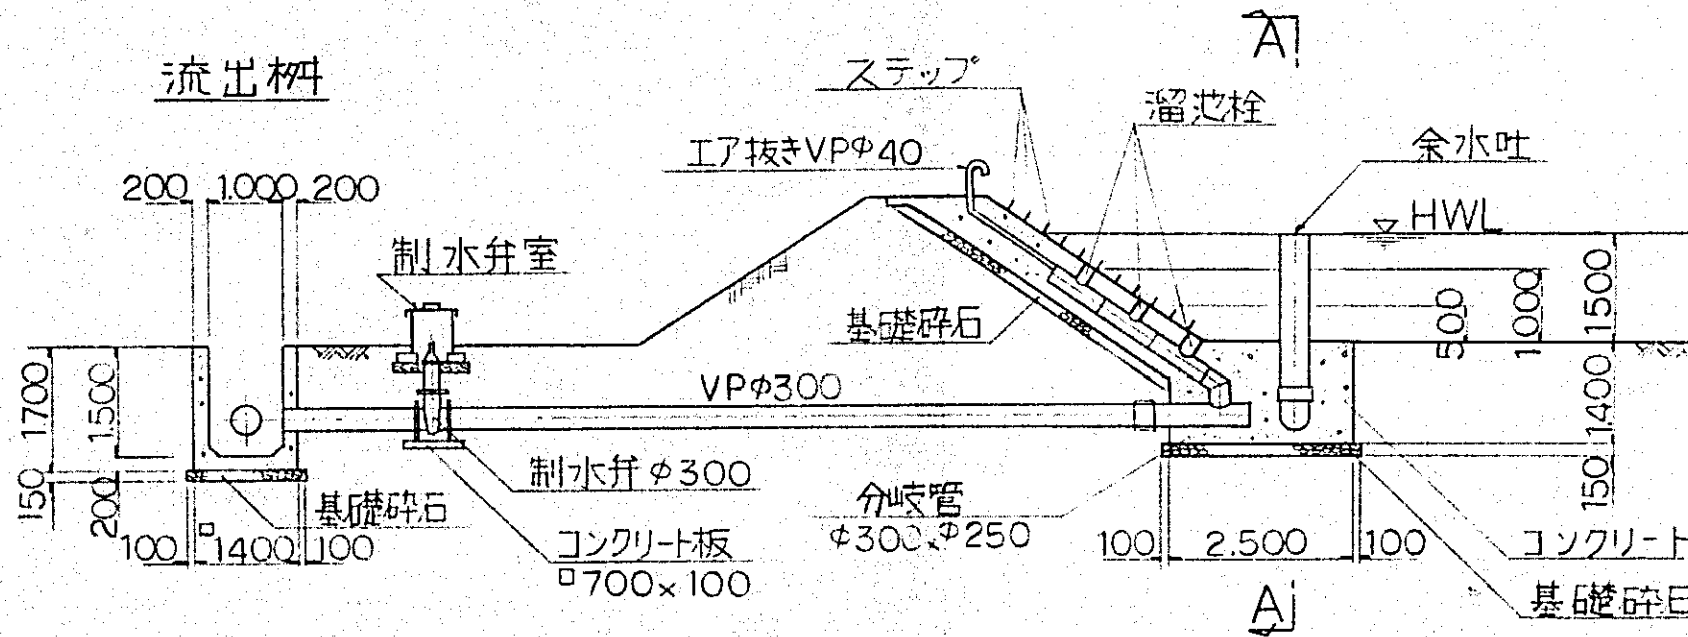 流出桝
200 1.000 200
制水弁室
ステップ
エア抜きVPφ40
溜池栓
余水吐
HWL
A
基礎砕石
500
1000
1500
1400
150
1700
1500
150
200
VPφ300
制水弁φ300
基礎砕石
100 □1400 100
コンクリート板
□700×100
分岐管
φ300×φ250
100 2.500 100
コンクリート
基礎砕石
A